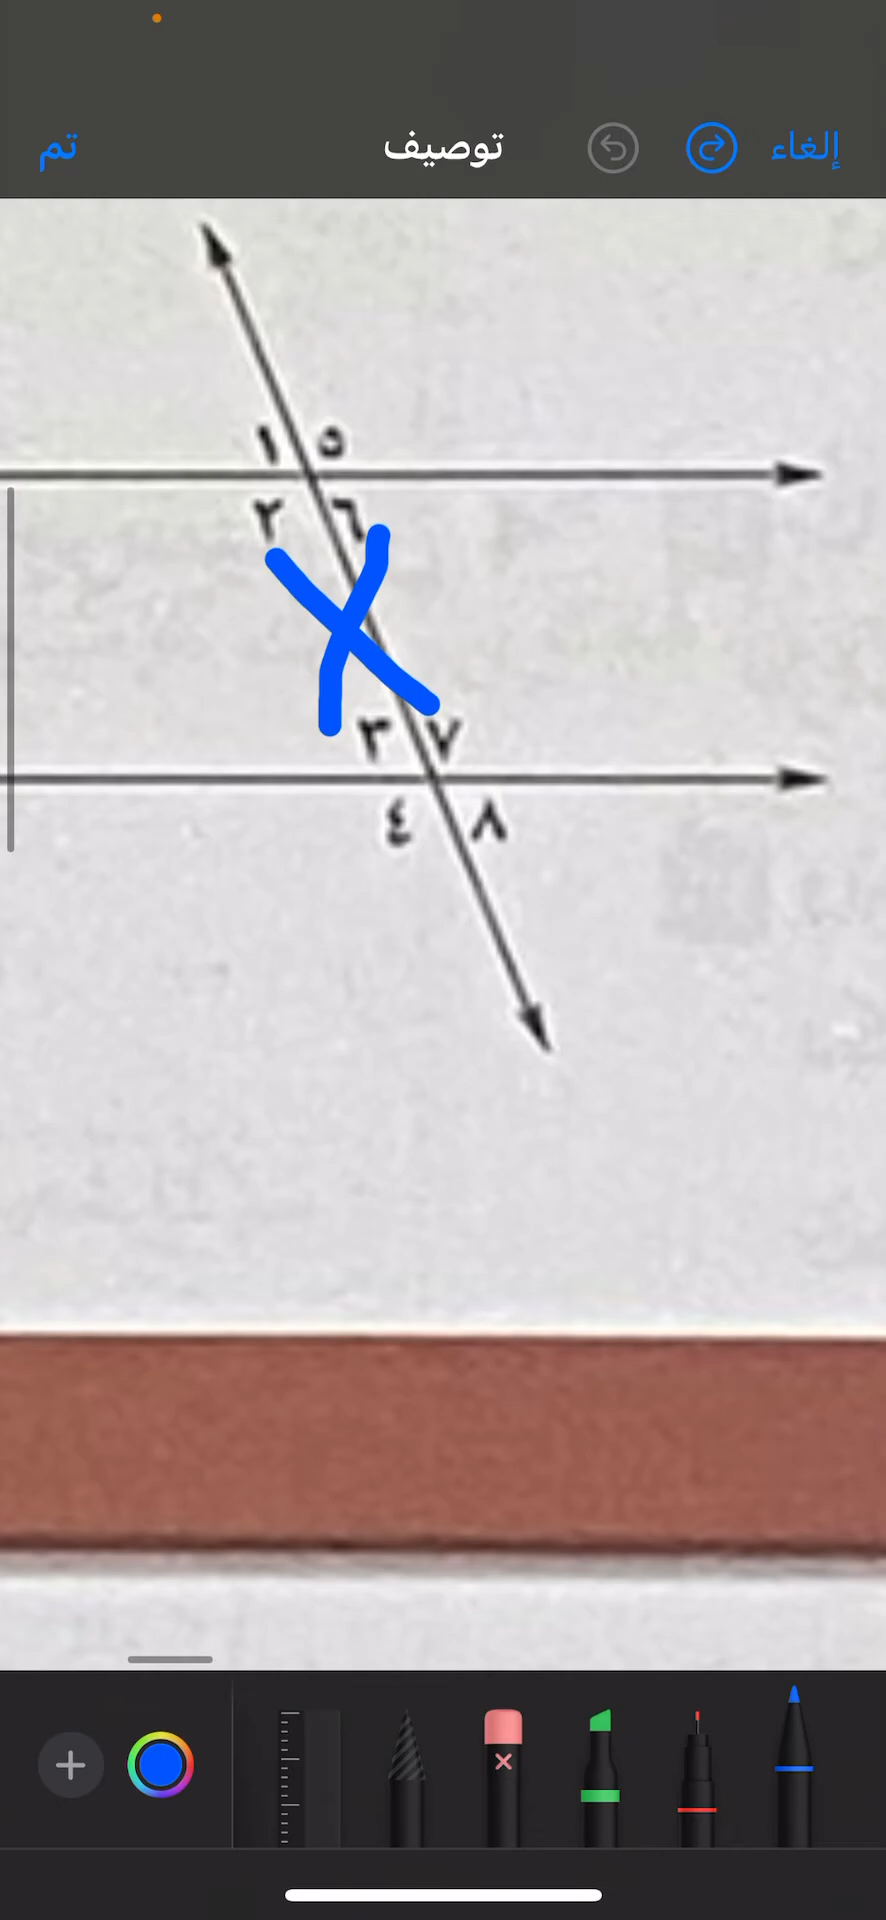 إلغاء توصيف تم
١ ٥
٢ ٦
٣ ٧
٤ ٨